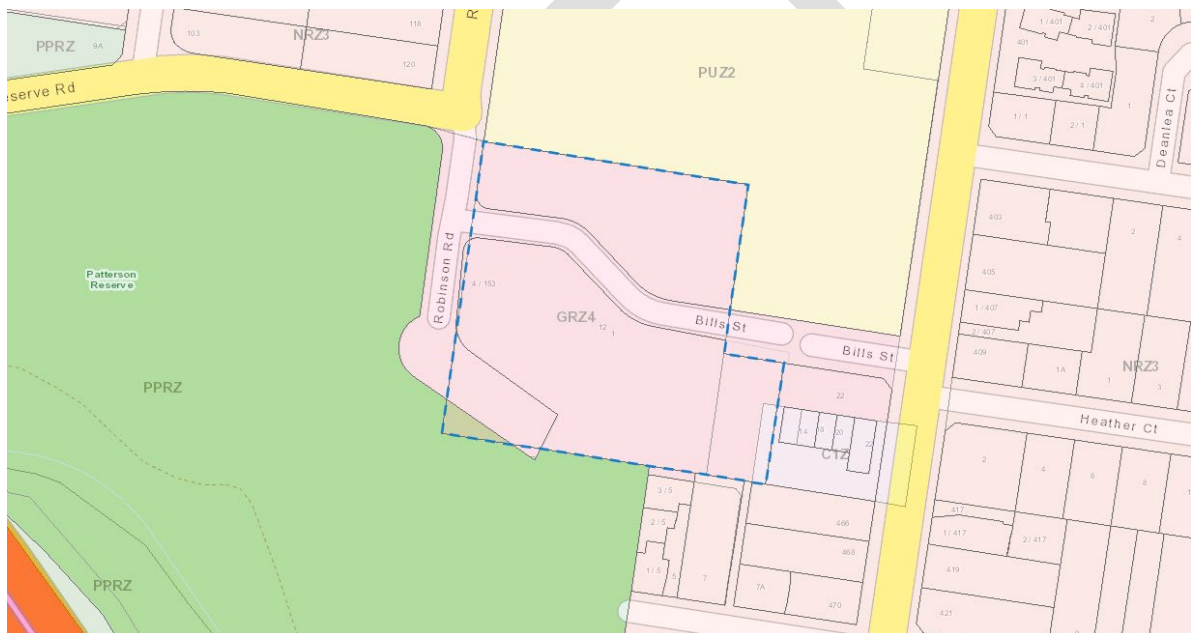 PPRZ
9A
103
NRZ3
118
120
R
eserve Rd
PUZ2
401
1 / 401
2 / 401
3 / 401
4 / 401
2
1
1 / 1
2 / 1
Deanlea Ct
Patterson
Reserve
Robinson Rd
4 / 153
GRZ4
12
1
Bills St
Bills St
403
405
1 / 407
2 / 407
409
1A
1
3
2
4
NRZ3
Heather Ct
22
14
18
20
22
C1Z
PPRZ
PPRZ
3 / 5
2 / 5
1 / 5
5
7
7A
466
468
470
2
4
6
8
417
1 / 417
2 / 417
419
421